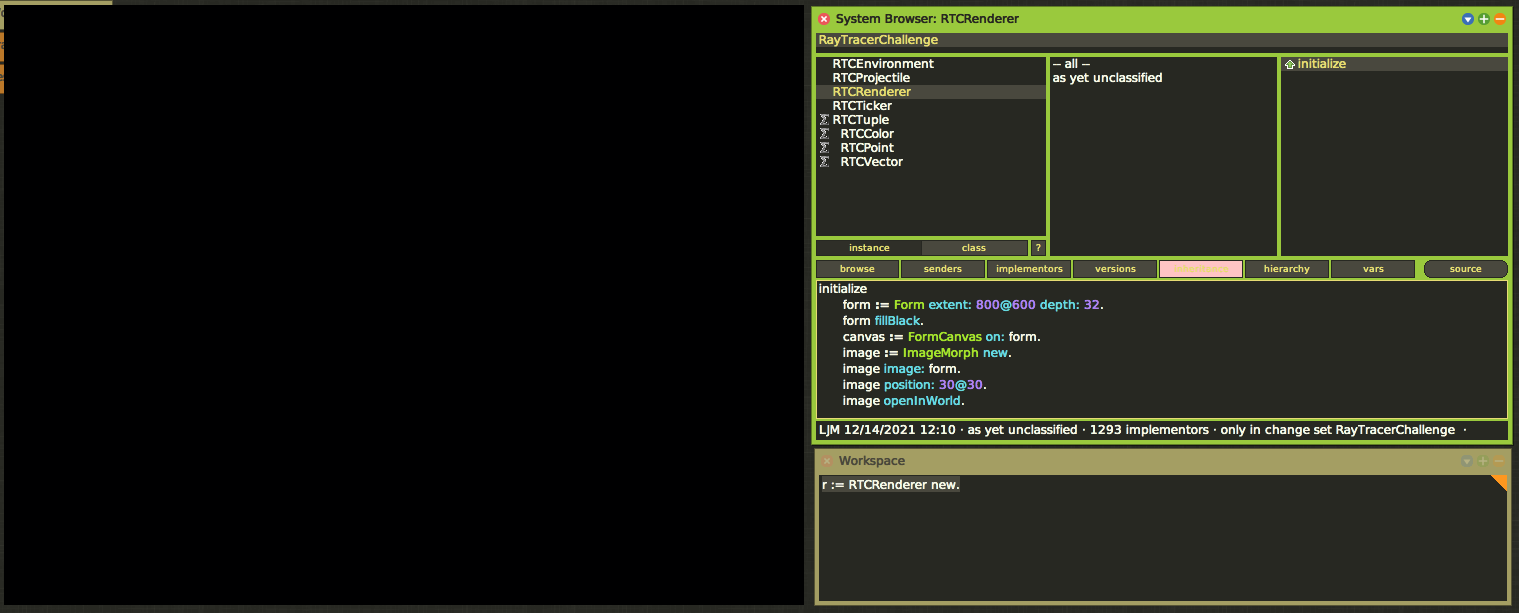 System Browser: RTCRenderer
RayTracerChallenge
RTCEnvironment
RTCProjectile
RTCRenderer
RTCTicker
RTCTuple
RTCColor
RTCPoint
RTCVector
-- all --
as yet unclassified
initialize
instance class ?
browse senders implementors versions hierarchy vars source
initialize
form := Form extent: 800@600 depth: 32.
form fillBlack.
canvas := FormCanvas on: form.
image := ImageMorph new.
image image: form.
image position: 30@30.
image openInWorld.
LJM 12/14/2021 12:10 · as yet unclassified · 1293 implementors · only in change set RayTracerChallenge ·
Workspace
r := RTCRenderer new.